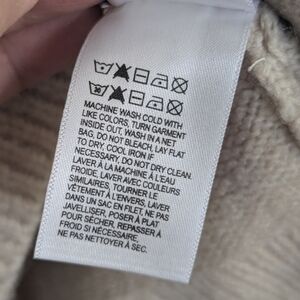 MACHINE WASH COLD WITH
LIKE COLORS, TURN GARMENT
INSIDE OUT, WASH IN A NET
BAG, DO NOT BLEACH, LAY FLAT
TO DRY, COOL IRON IF
NECESSARY, DO NOT DRY CLEAN.
LAVER À LA MACHINE À L'EAU
FROIDE, LAVER AVEC COULEURS
SIMILAIRES, TOURNER LE
VÊTEMENT À L'ENVERS, LAVER
DANS UN SAC EN FILET, NE PAS
JAVELLISER, POSER À PLAT
POUR SÉCHER, REPASSER À
FROID SI NÉCESSAIRE,
NE PAS NETTOYER À SEC.